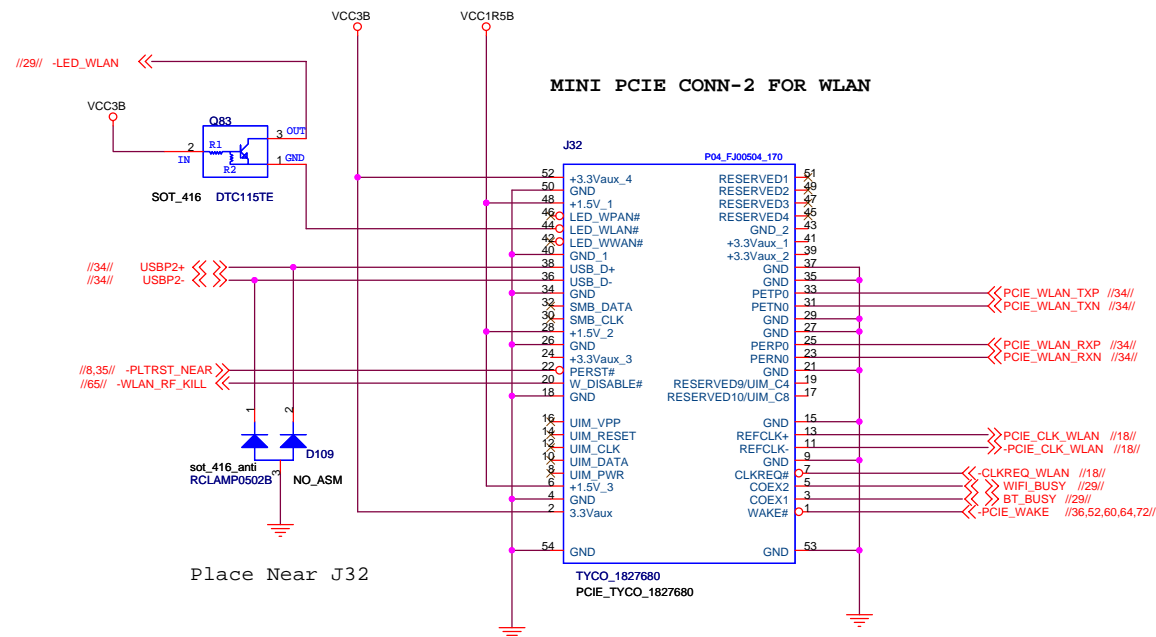 VCC3B VCC1R5B
//29// -LED_WLAN
MINI PCIE CONN-2 FOR WLAN
VCC3B
Q83
3 OUT
2 R1
IN 1 GND
R2
SOT_416 DTC115TE
J32
P04_FJ00504_170
52 +3.3Vaux_4 RESERVED1 51
50 GND RESERVED2 49
48 +1.5V_1 RESERVED3 47
46 LED_WPAN# RESERVED4 45
44 LED_WLAN# GND_2 43
42 LED_WWAN# +3.3Vaux_1 41
40 GND_1 +3.3Vaux_2 39
//34// USBP2+ 38 USB_D+ GND 37
//34// USBP2- 36 USB_D- GND 35
34 GND PETP0 33 PCIE_WLAN_TXP //34//
32 SMB_DATA PETN0 31 PCIE_WLAN_TXN //34//
30 SMB_CLK GND 29
28 +1.5V_2 GND 27
26 GND PERP0 25 PCIE_WLAN_RXP //34//
24 +3.3Vaux_3 PERN0 23 PCIE_WLAN_RXN //34//
//8,35// -PLTRST_NEAR 22 PERST# GND 21
//65// -WLAN_RF_KILL 20 W_DISABLE# RESERVED9/UIM_C4 19
18 GND RESERVED10/UIM_C8 17
16 UIM_VPP GND 15
14 UIM_RESET REFCLK+ 13 PCIE_CLK_WLAN //18//
12 UIM_CLK REFCLK- 11 -PCIE_CLK_WLAN //18//
10 UIM_DATA GND 9
8 UIM_PWR CLKREQ# 7 -CLKREQ_WLAN //18//
6 +1.5V_3 COEX2 5 WIFI_BUSY //29//
4 GND COEX1 3 BT_BUSY //29//
2 3.3Vaux WAKE# 1 -PCIE_WAKE //36,52,60,64,72//
54 GND GND 53
1 2
D109
sot_416_anti 3
RCLAMP0502B NO_ASM
Place Near J32
TYCO_1827680
PCIE_TYCO_1827680